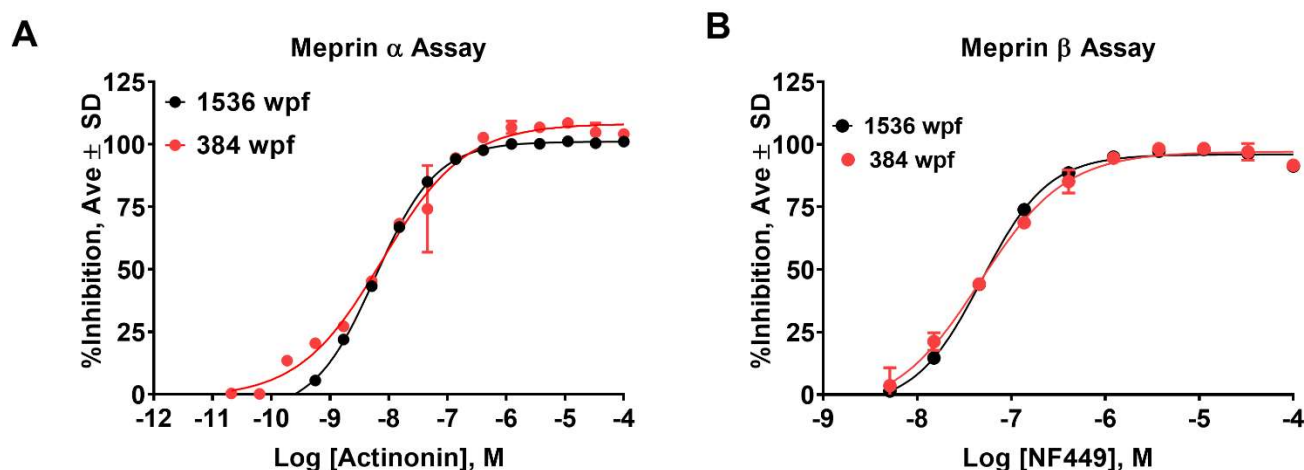 A
Meprin α Assay
%Inhibition, Ave ± SD
125
100
75
50
25
0
1536 wpf
384 wpf
-12 -11 -10 -9 -8 -7 -6 -5 -4
Log [Actinonin], M
B
Meprin β Assay
%Inhibition, Ave ± SD
125
100
75
50
25
0
1536 wpf
384 wpf
-9 -8 -7 -6 -5 -4
Log [NF449], M